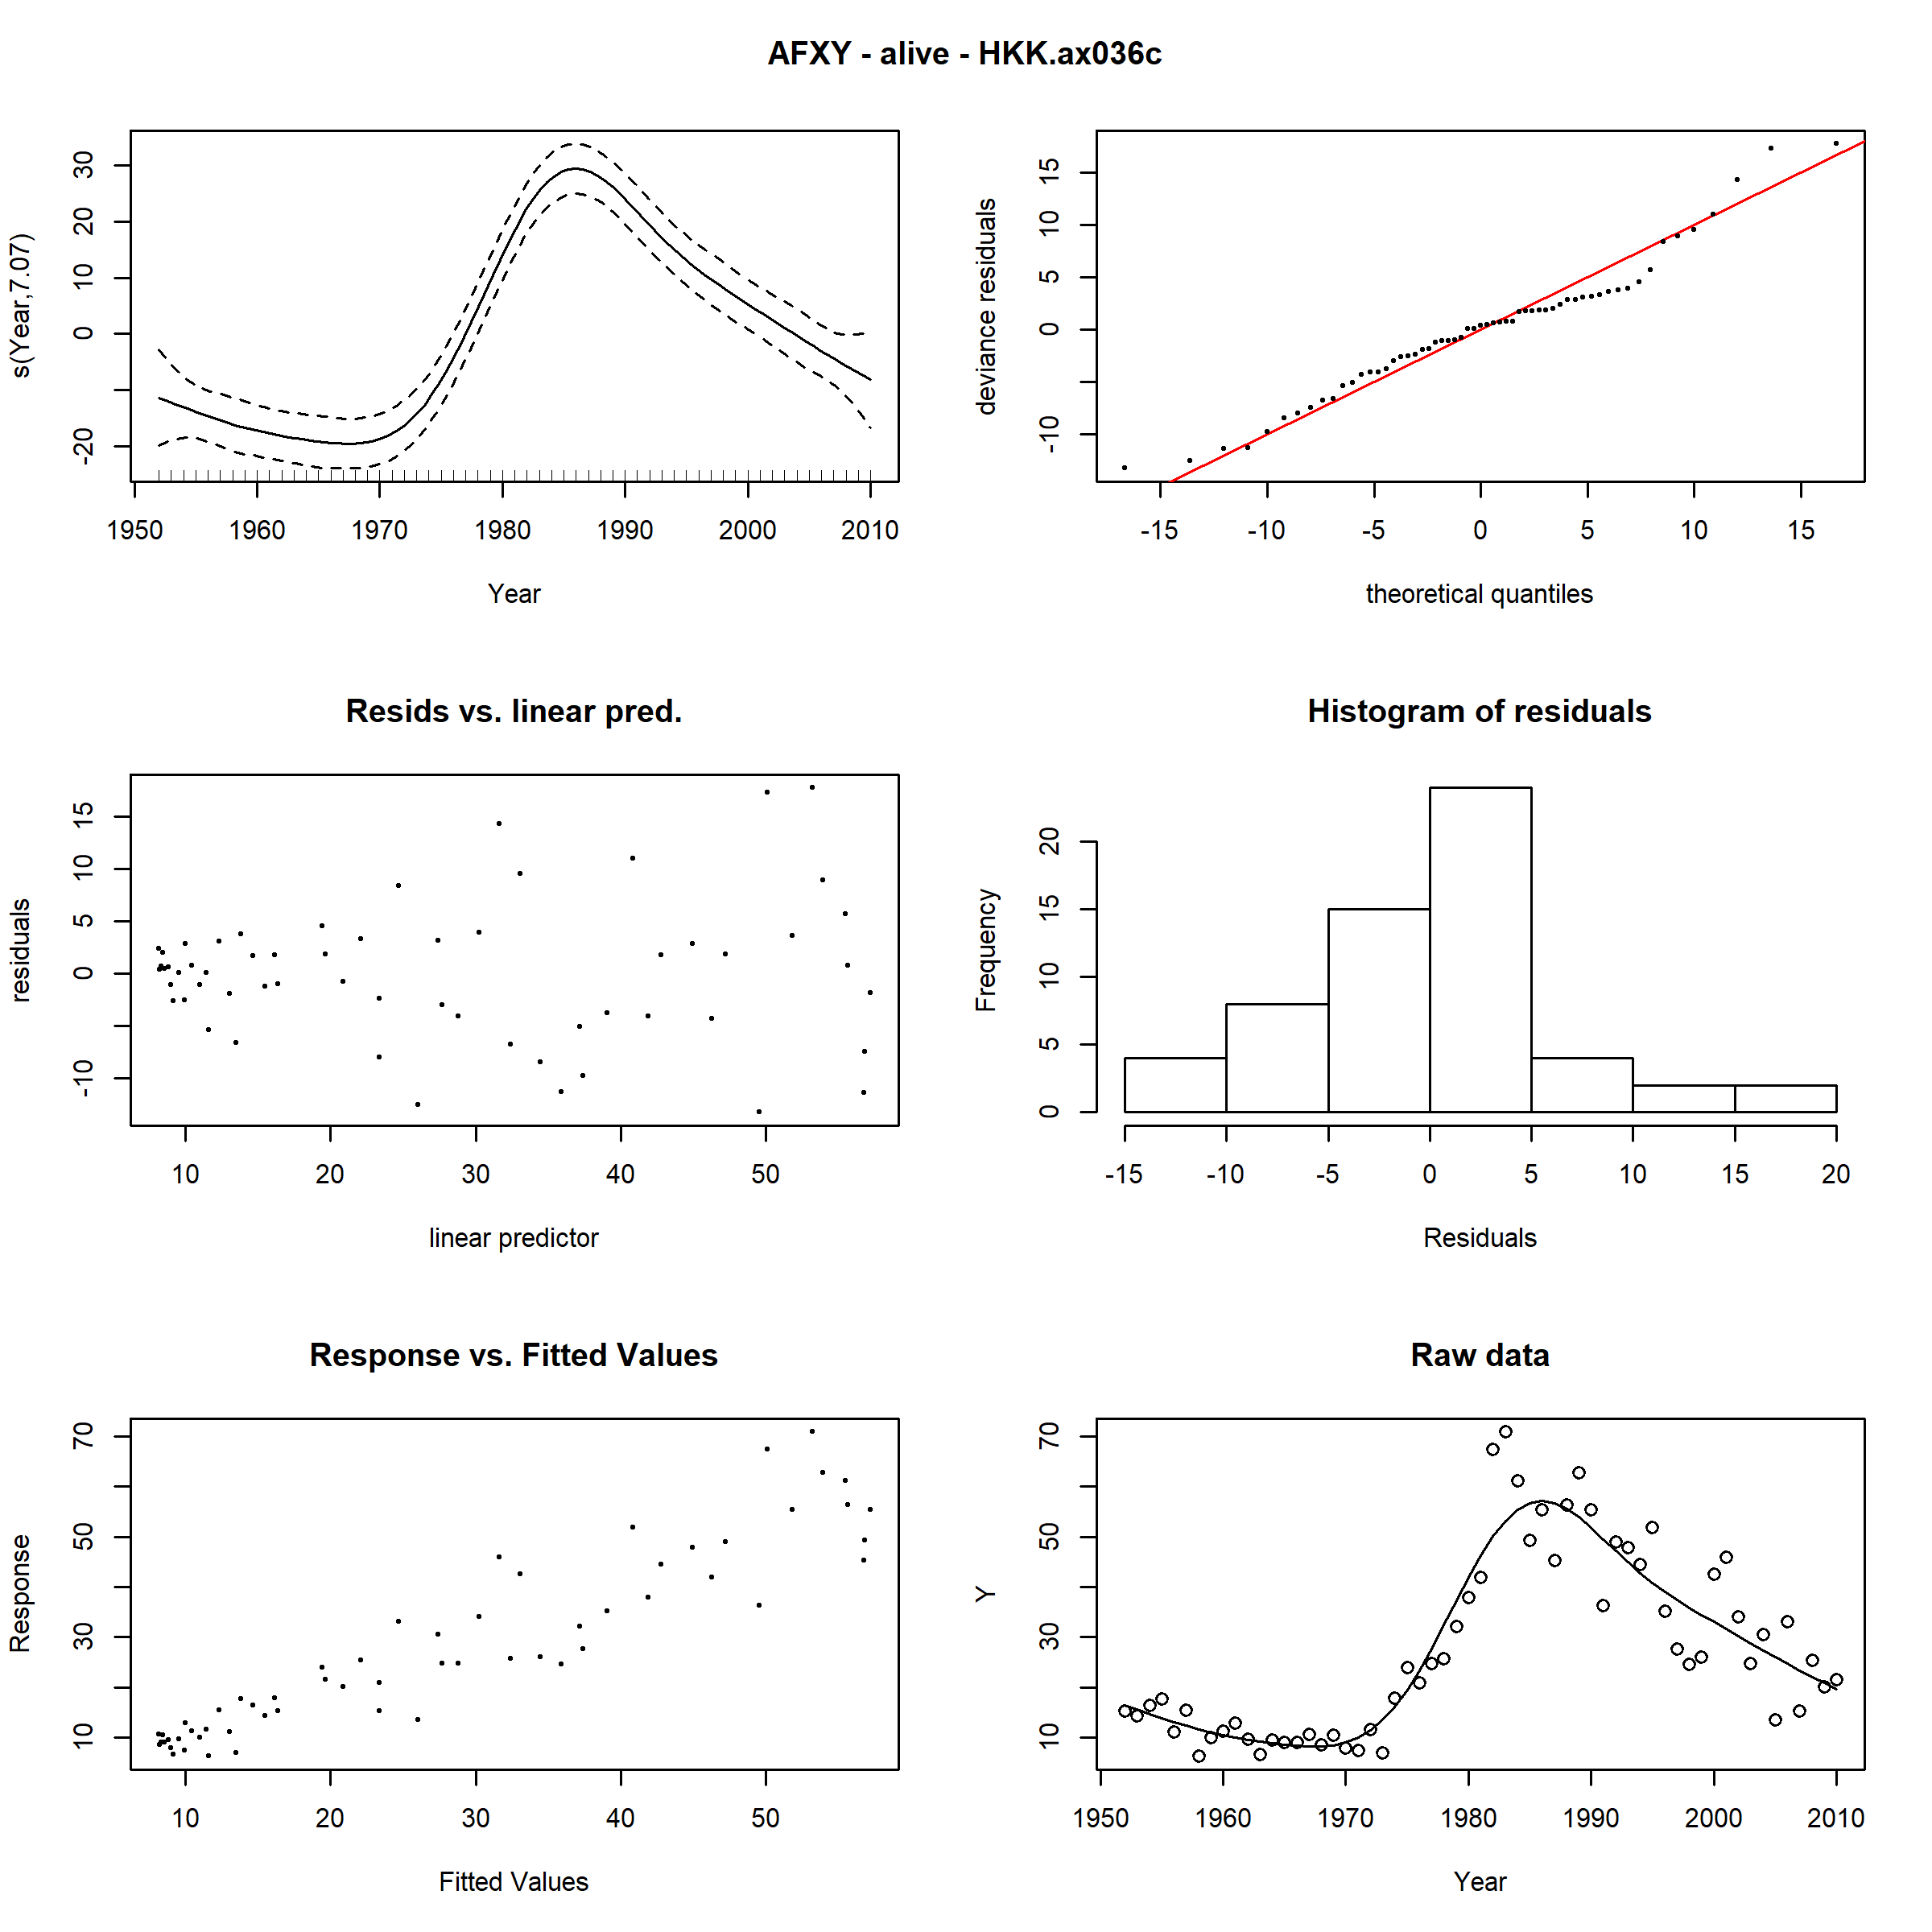 AFXY - alive - HKK.ax036c
s(Year,7.07)
30
20
10
0
-20
1950 1960 1970 1980 1990 2000 2010
Year
deviance residuals
15
10
5
0
-10
-15 -10 -5 0 5 10 15
theoretical quantiles
Resids vs. linear pred.
residuals
15
10
5
0
-10
10 20 30 40 50
linear predictor
Histogram of residuals
Frequency
20
15
10
5
0
-15 -10 -5 0 5 10 15 20
Residuals
Response vs. Fitted Values
Response
70
50
30
10
10 20 30 40 50
Fitted Values
Raw data
Y
70
50
30
10
1950 1960 1970 1980 1990 2000 2010
Year